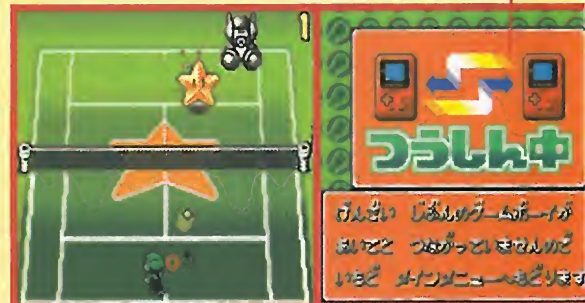 1
つうしん中
げんざい じぶんのゲームボーイが
あいてと つながっていませんので
いちど メインメニューへもどります